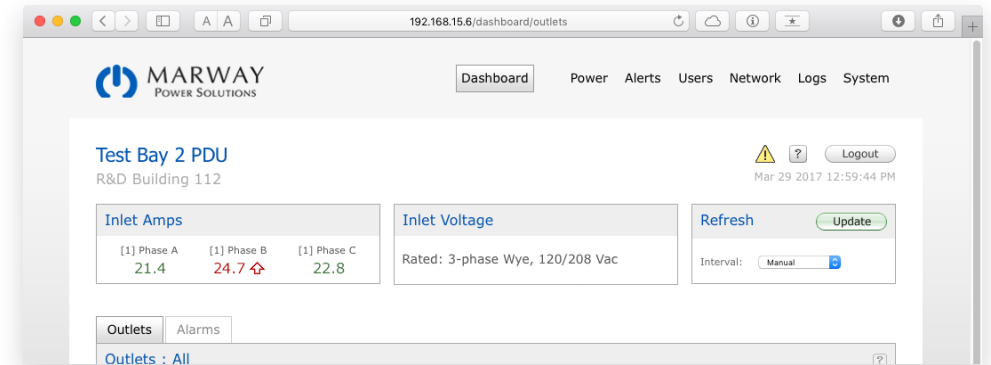 A A
192.168.15.6/dashboard/outlets
MARWAY
POWER SOLUTIONS
Dashboard Power Alerts Users Network Logs System
Test Bay 2 PDU
? Logout
R&D Building 112
Mar 29 2017 12:59:44 PM
Inlet Amps
[1] Phase A [1] Phase B [1] Phase C
21.4 24.7 22.8
Inlet Voltage
Rated: 3-phase Wye, 120/208 Vac
Refresh Update
Interval: Manual
Outlets Alarms
Outlets : All ?